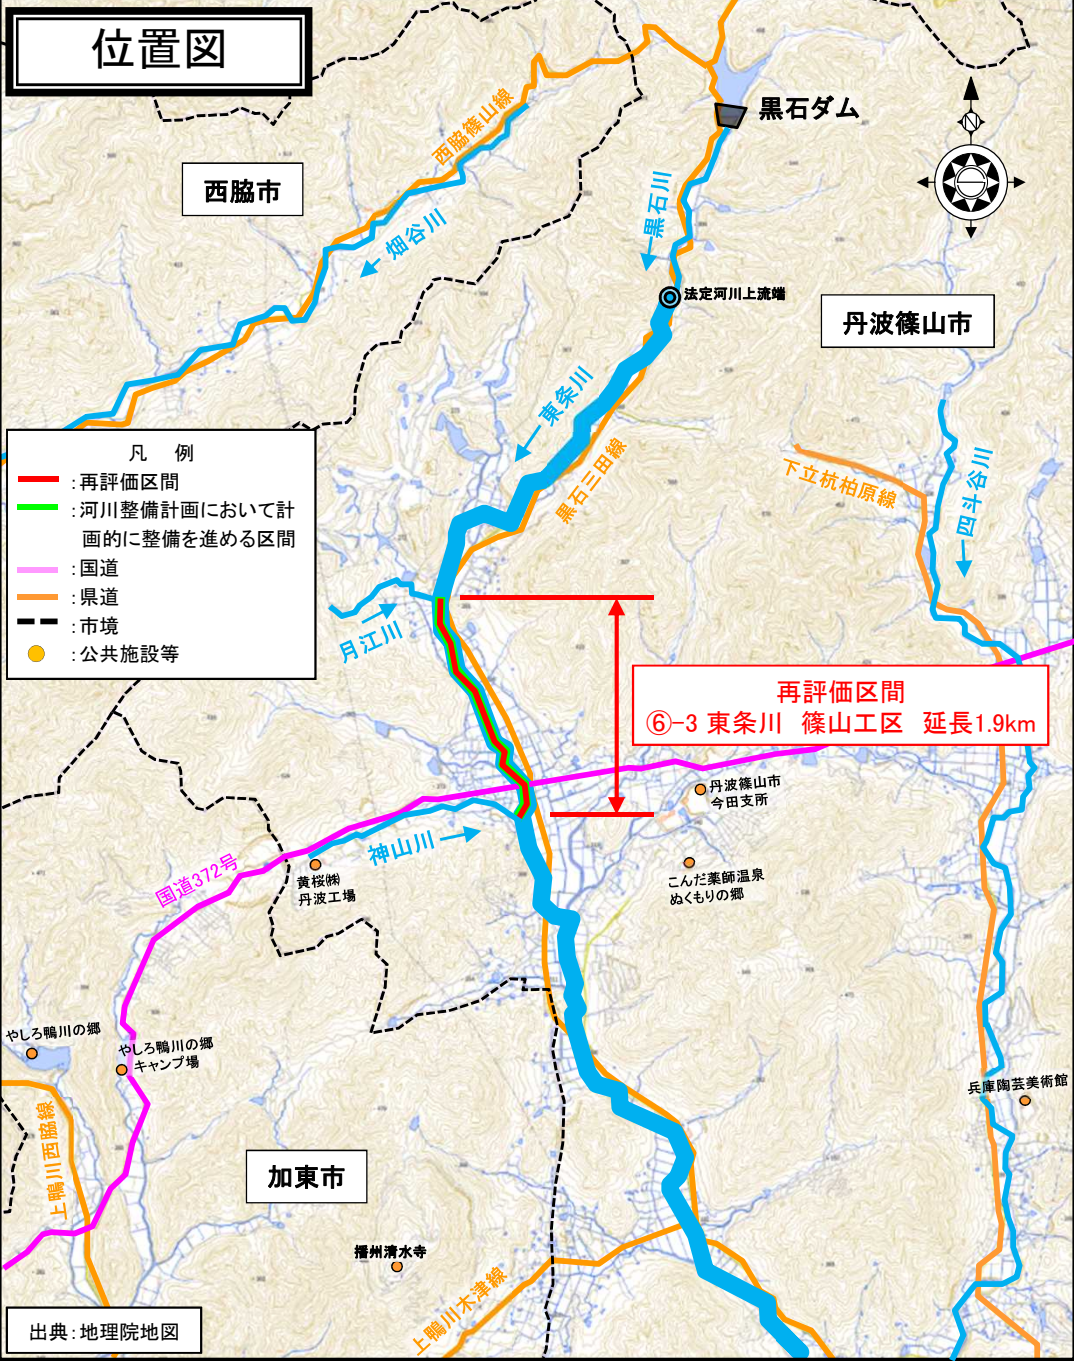 位置図
西脇篠山線
黒石ダム
西脇市
畑谷川
黒石川
N
法定河川上流端
丹波篠山市
東条川
黒石三田線
下立杭柏原線
四斗谷川
凡 例
:再評価区間
:河川整備計画において計
画的に整備を進める区間
:国道
:県道
:市境
:公共施設等
月江川
再評価区間
⑥-3 東条川 篠山工区 延長1.9km
丹波篠山市
今田支所
神山川
国道372号
黄桜㈱
丹波工場
こんだ薬師温泉
ぬくもりの郷
やしろ鴨川の郷
やしろ鴨川の郷
キャンプ場
兵庫陶芸美術館
上鴨川西脇線
加東市
播州清水寺
上鴨川木津線
出典:地理院地図